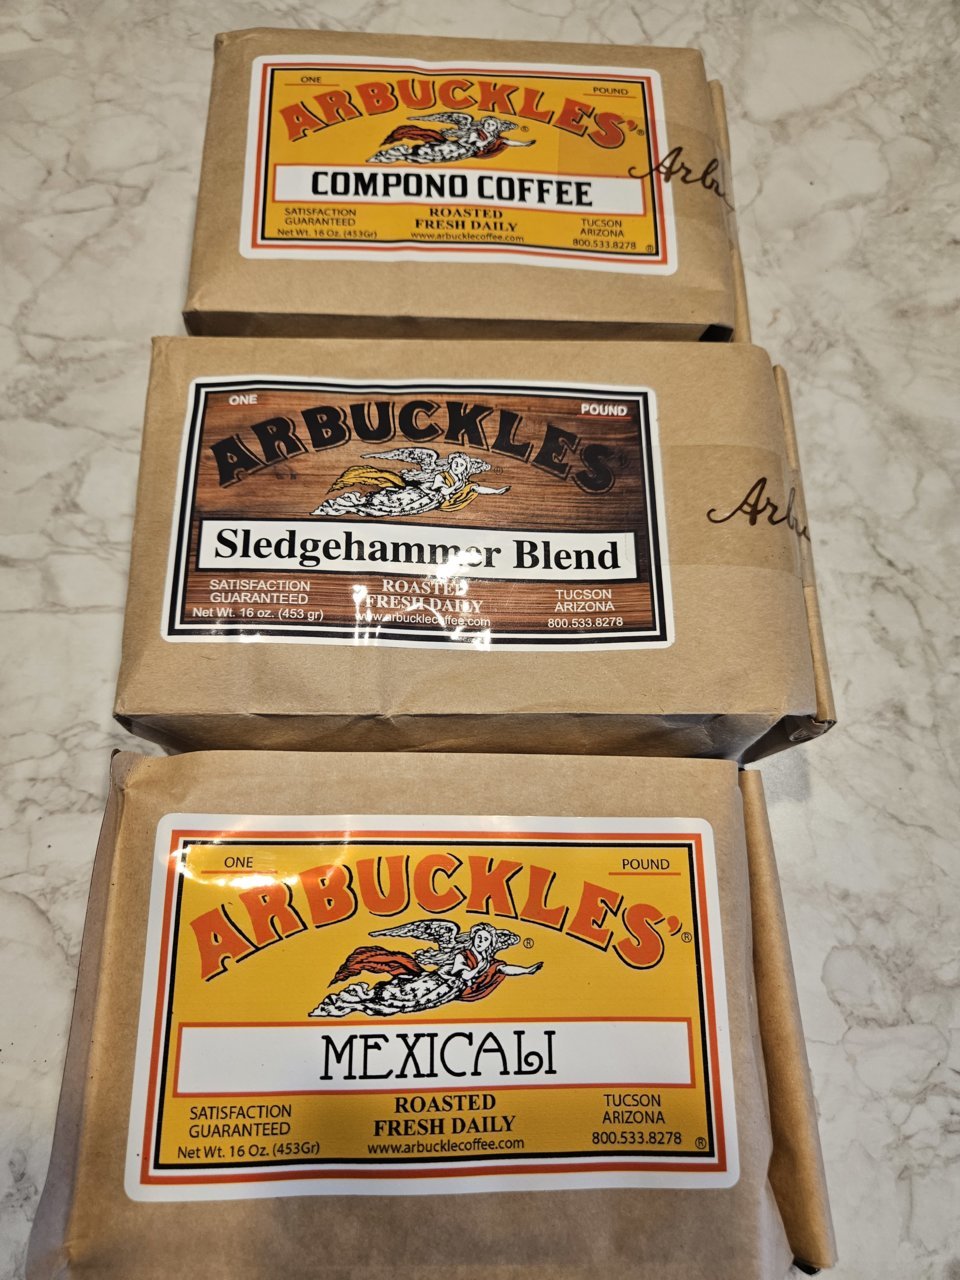 ONE
POUND
ARBUCKLES'®
®
COMPONO COFFEE
SATISFACTION
GUARANTEED
Net Wt. 16 Oz. (453Gr)
ROASTED
FRESH DAILY
www.arbucklecoffee.com
TUCSON
ARIZONA
800.533.8278 ®
Arbu
ONE
POUND
ARBUCKLES'
®
Sledgehammer Blend
SATISFACTION
GUARANTEED
Net Wt. 16 oz. (453 gr)
ROASTED
FRESH DAILY
www.arbucklecoffee.com
TUCSON
ARIZONA
800.533.8278
Arbu
ONE
POUND
ARBUCKLES'®
®
MEXICALI
SATISFACTION
GUARANTEED
Net Wt. 16 Oz. (453Gr)
ROASTED
FRESH DAILY
www.arbucklecoffee.com
TUCSON
ARIZONA
800.533.8278 ®